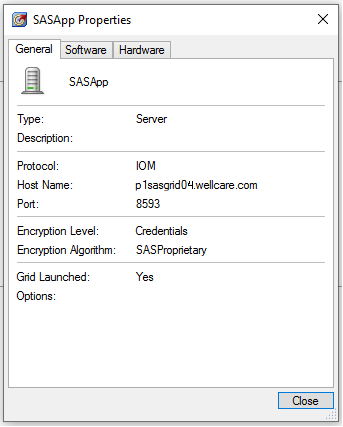 SASApp Properties
General Software Hardware
SASApp
Type: Server
Description:
Protocol: IOM
Host Name: p1sasgrid04.wellcare.com
Port: 8593
Encryption Level: Credentials
Encryption Algorithm: SASProprietary
Grid Launched: Yes
Options:
Close